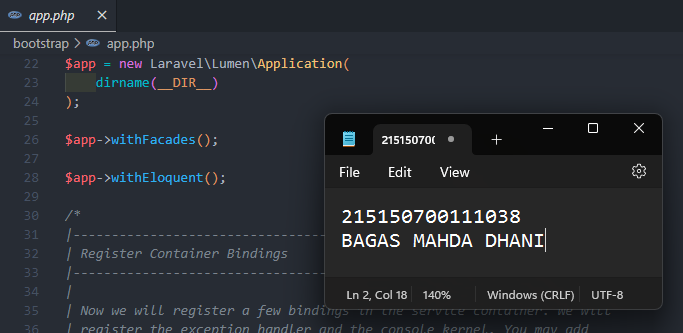 app.php
bootstrap > app.php
22 $app = new Laravel\Lumen\Application(
23 dirname(__DIR__)
24 );
25
26 $app->withFacades();
27
28 $app->withEloquent();
29
30 /*
31 |-----------------------------------
32 | Register Container Bindings
33 |-----------------------------------
34 |
35 | Now we will register a few bindings in the service container. We will
36 | register the exception handler and the console kernel. You may add
215150700
File
Edit
View
215150700111038
BAGAS MAHDA DHANI
Ln 2, Col 18
140%
Windows (CRLF)
UTF-8